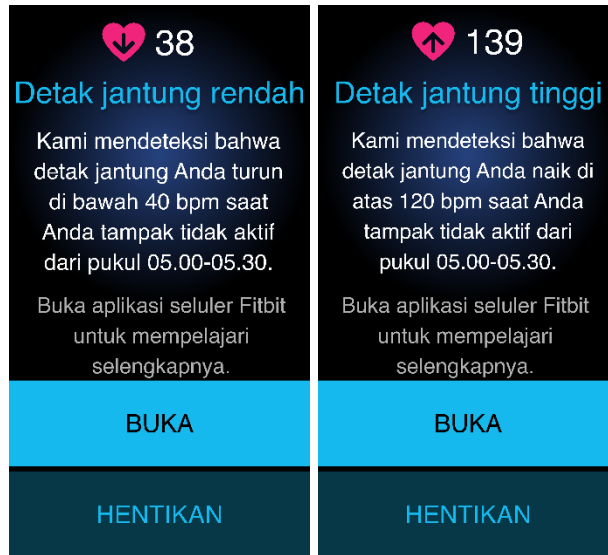 38
Detak jantung rendah
Kami mendeteksi bahwa
detak jantung Anda turun
di bawah 40 bpm saat
Anda tampak tidak aktif
dari pukul 05.00-05.30.
Buka aplikasi seluler Fitbit
untuk mempelajari
selengkapnya.
BUKA
HENTIKAN
139
Detak jantung tinggi
Kami mendeteksi bahwa
detak jantung Anda naik di
atas 120 bpm saat Anda
tampak tidak aktif dari
pukul 05.00-05.30.
Buka aplikasi seluler Fitbit
untuk mempelajari
selengkapnya.
BUKA
HENTIKAN